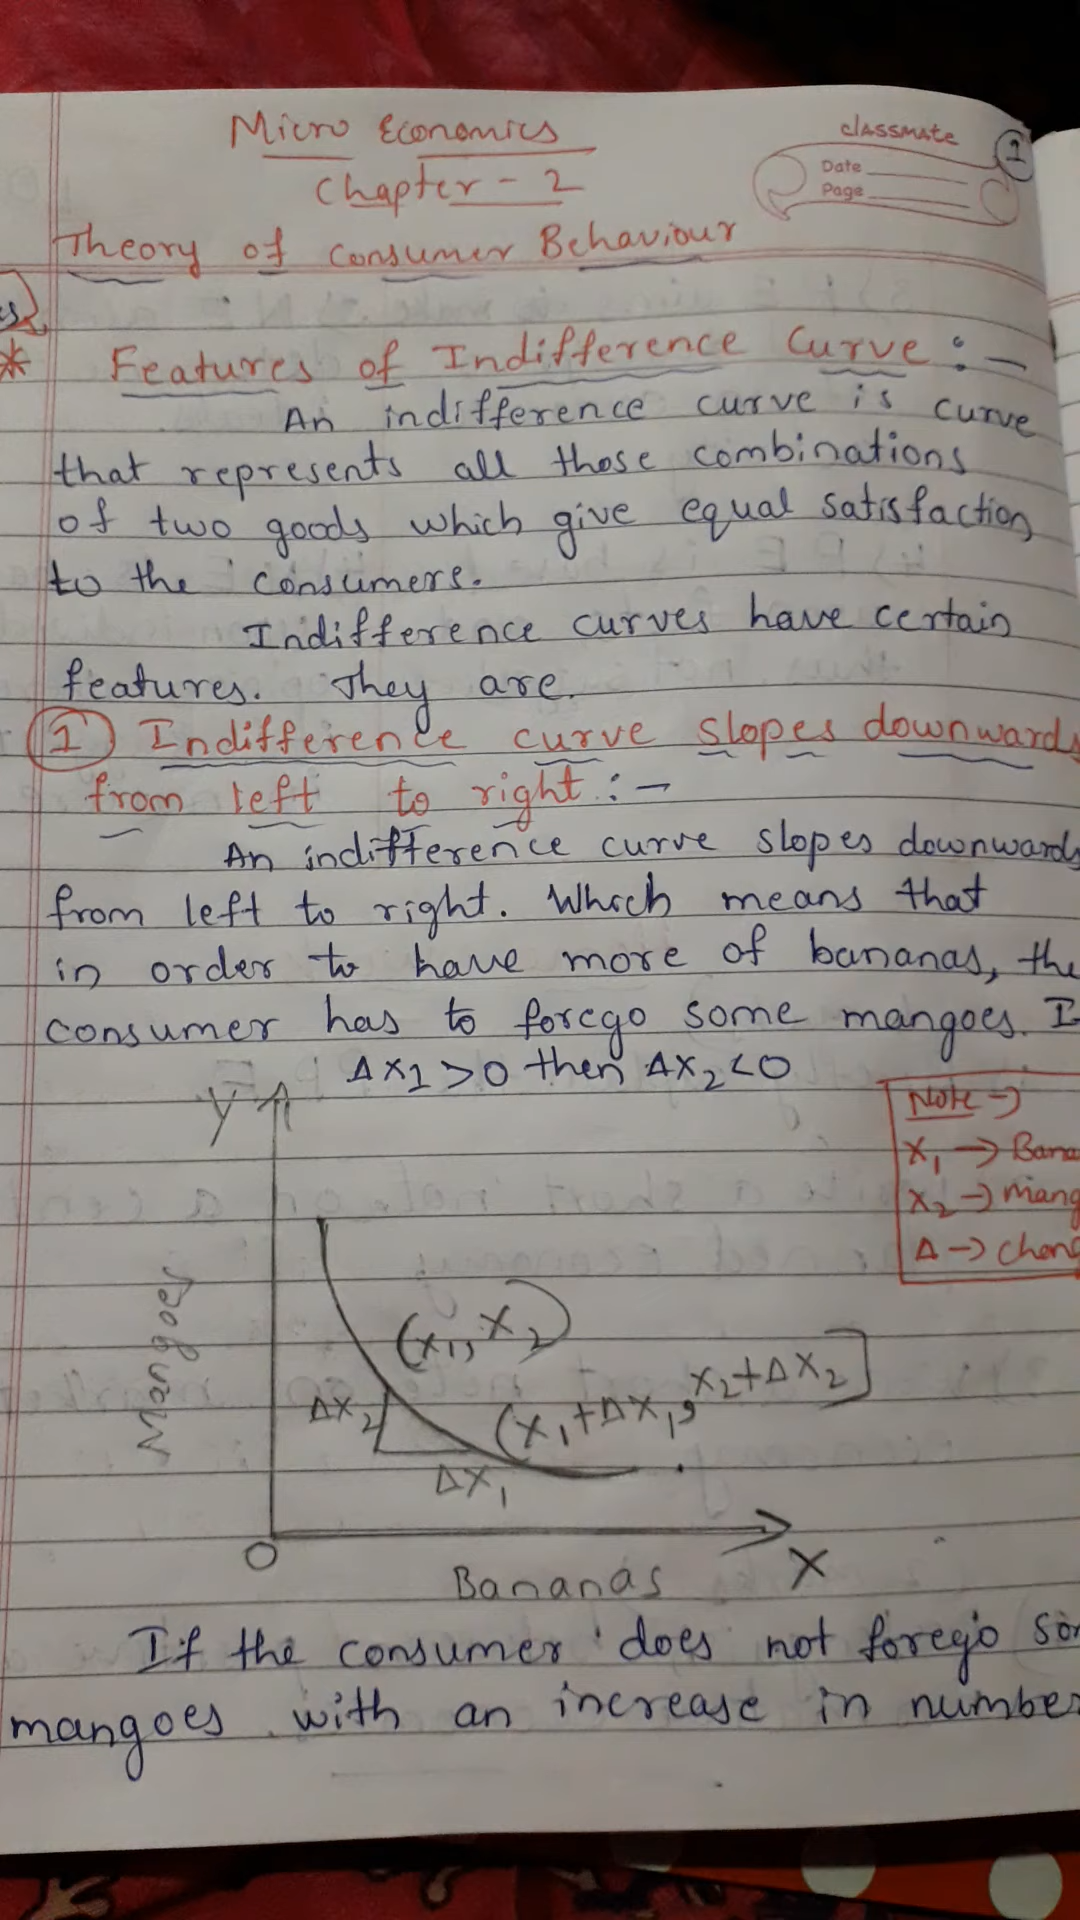 Micro Economics
Chapter - 2
classmate
Date
Page
1
Theory of Consumer Behaviour
* Features of Indifference Curve :-
An indifference curve is curve
that represents all those combinations
of two goods which give equal satisfaction
to the consumers.
Indifference curves have certain
features. They are.
1) Indifference curve slopes downwards
from left to right :-
An indifference curve slopes downwards
from left to right. Which means that
in order to have more of bananas, the
consumer has to forego some mangoes. I
Δx1 >0 then Δx2 <0
Note →
x1 → Bana
x2 → mang
Δ → chang
Y
Mangoes
(x1, x2)
Δx2
(x1+Δx1, x2+Δx2]
Δx1
O
X
Bananas
If the consumer does not forego som
mangoes with an increase in number